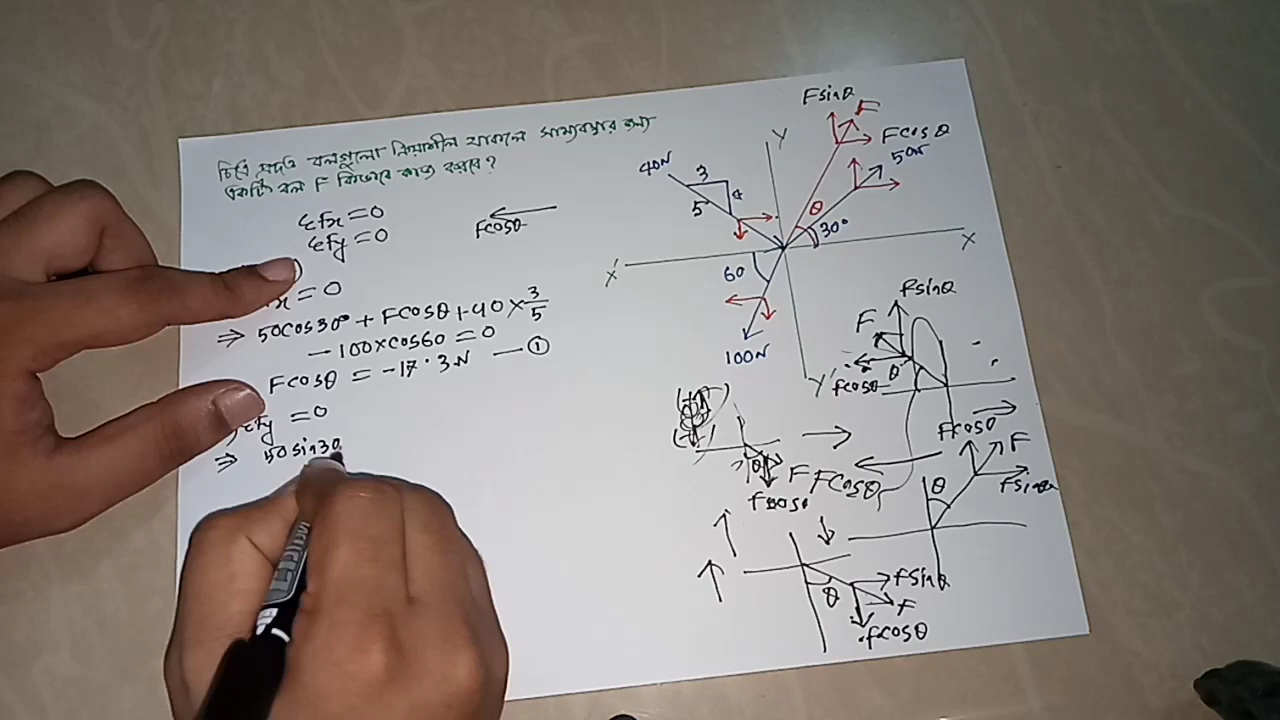 চিত্রে প্রদত্ত বলগুলো ক্রিয়াশীল থাকলে সাম্যাবস্থার জন্য
একটি বল F কিভাবে কাজ করবে?
Σfx = 0
Σfy = 0
Fcosθ
x = 0
⇒ 50cos30° + Fcosθ + 40 × 3/5
- 100×cos60 = 0
Fcosθ = -17.3N — ①
Σfy = 0
⇒ 50sin30
Fsinθ
F
Fcosθ
50N
Y
40N
3
4
5
θ
30°
X
X'
60
100N
Y'
Fsinθ
F
θ
fcosθ
(+)
(-)
θ
F
Fcosθ
Fcosθ
F
θ
Fsinθ
θ
fsinθ
F
fcosθ